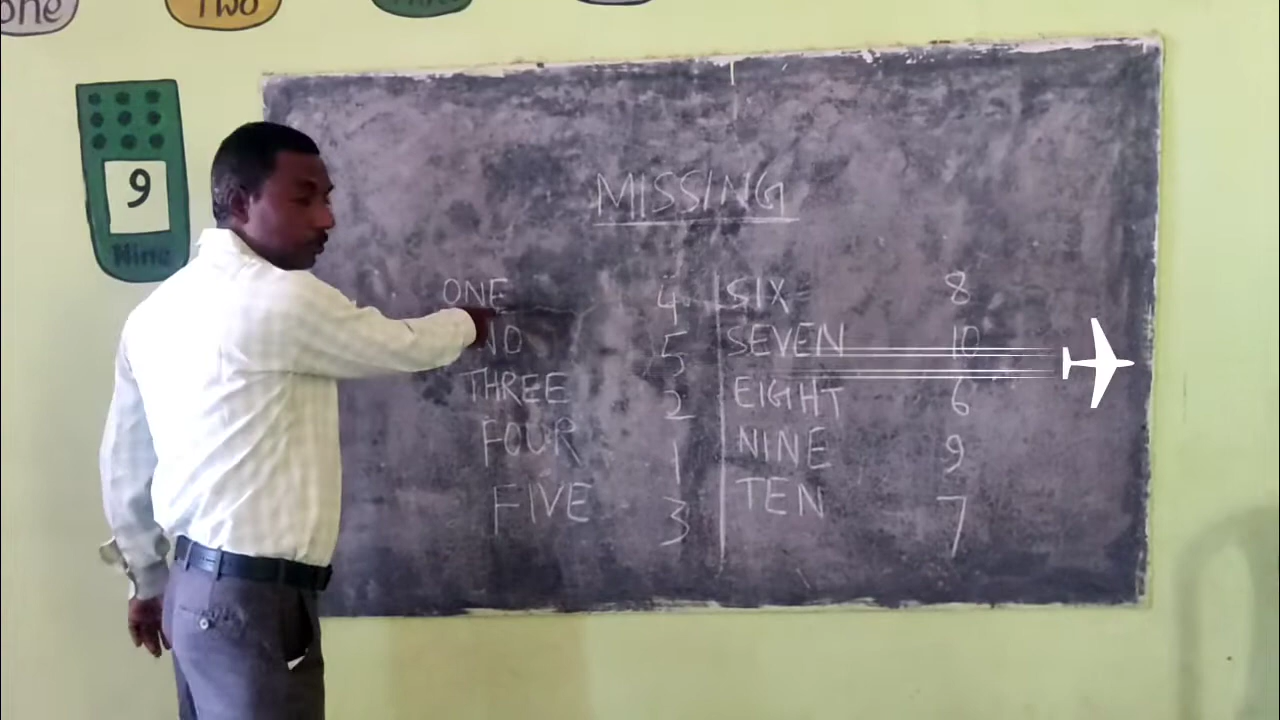 one
Two
9
Nine
MISSING
ONE 4 SIX 8
5 SEVEN 10
THREE 2 EIGHT 6
FOUR 1 NINE 9
FIVE 3 TEN 7